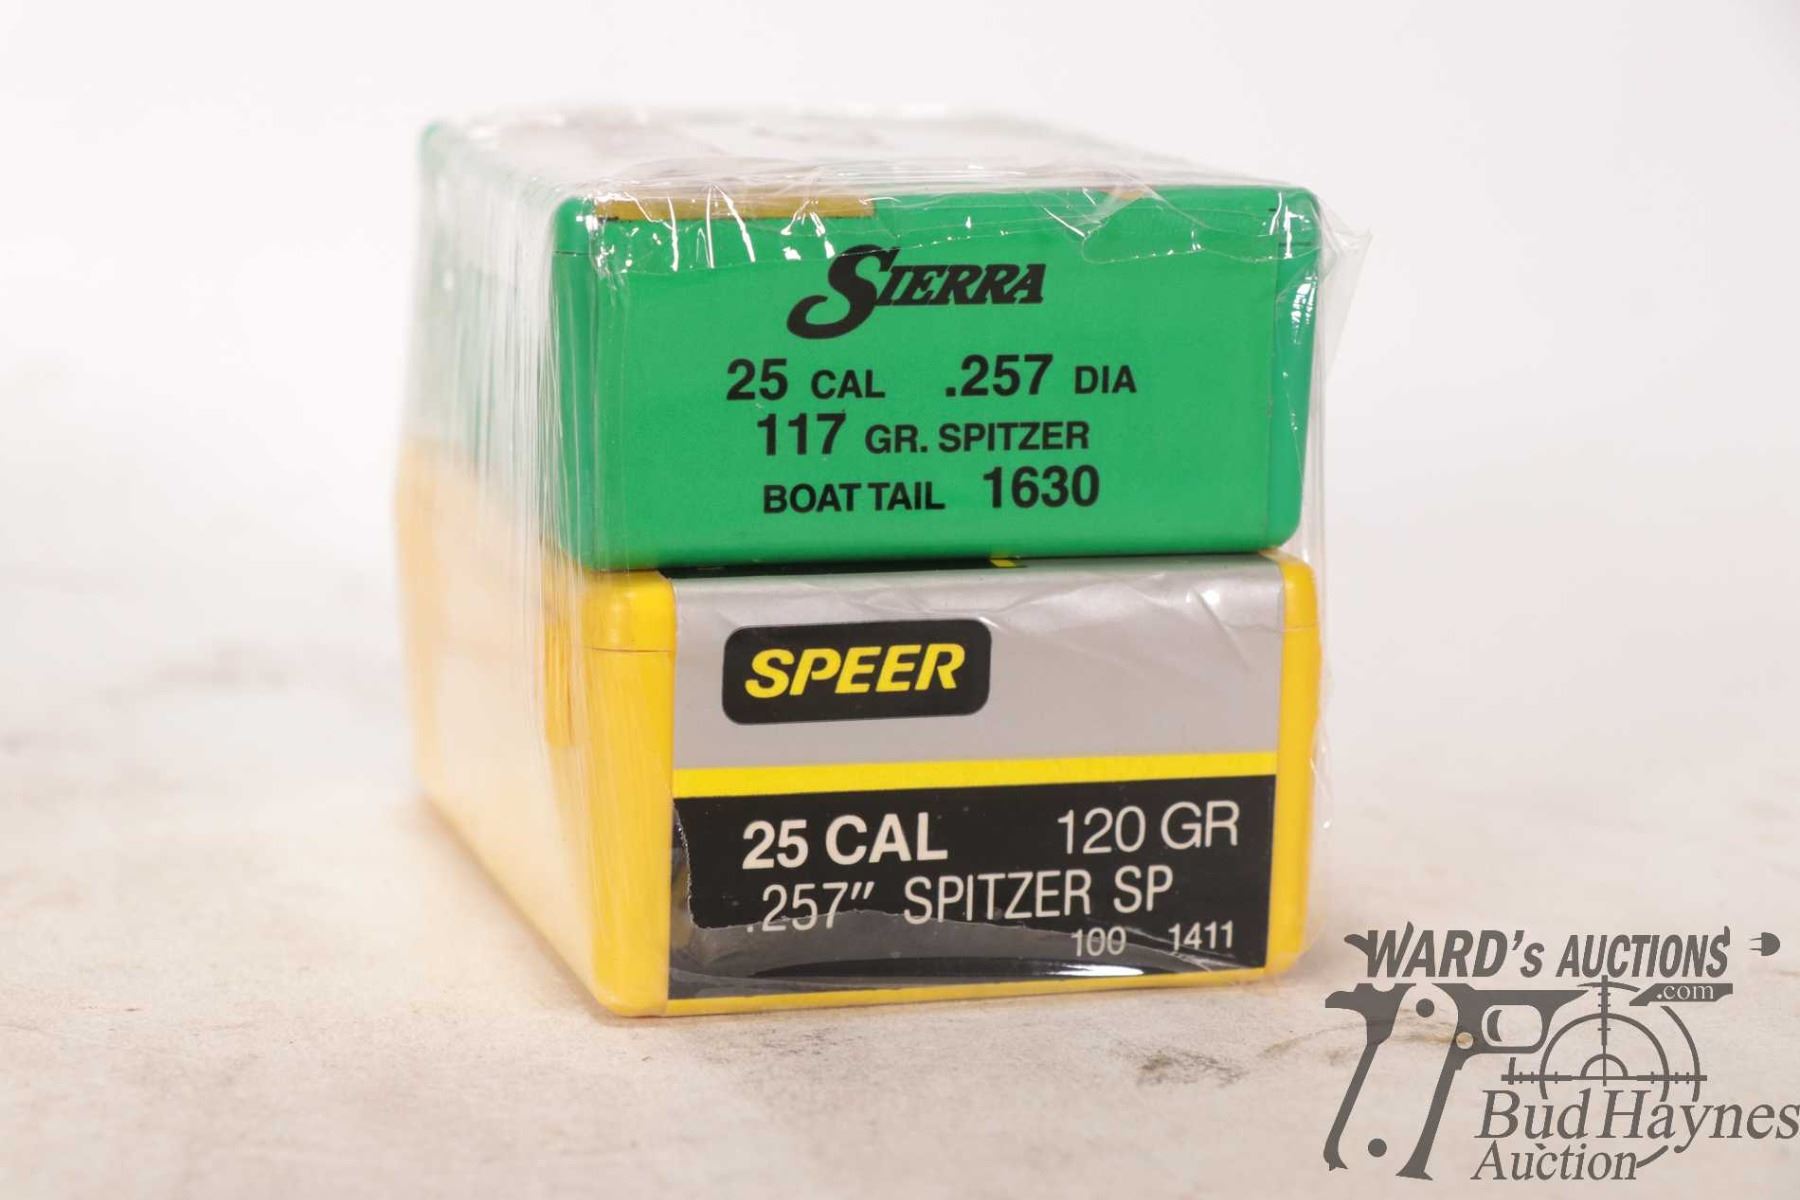 SIERRA
25 CAL .257 DIA
117 GR. SPITZER
BOAT TAIL 1630
SPEER
25 CAL 120 GR
.257" SPITZER SP
100 1411
WARD's AUCTIONS
.com
Bud Haynes
Auction